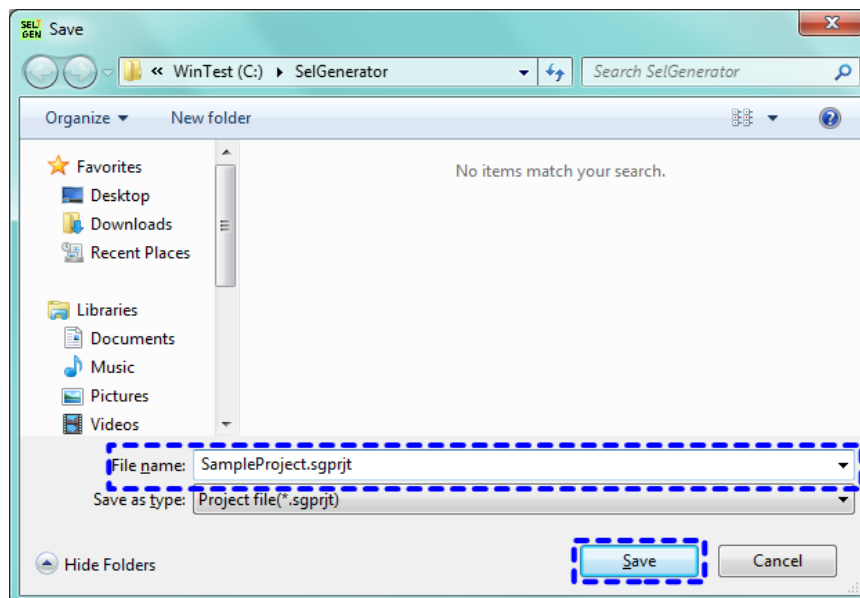 SEL
GEN
Save
« WinTest (C:) SelGenerator
Search SelGenerator
Organize
New folder
Favorites
Desktop
Downloads
Recent Places
Libraries
Documents
Music
Pictures
Videos
No items match your search.
File name: SampleProject.sgprjt
Save as type: Project file(*.sgprjt)
Hide Folders
Save
Cancel